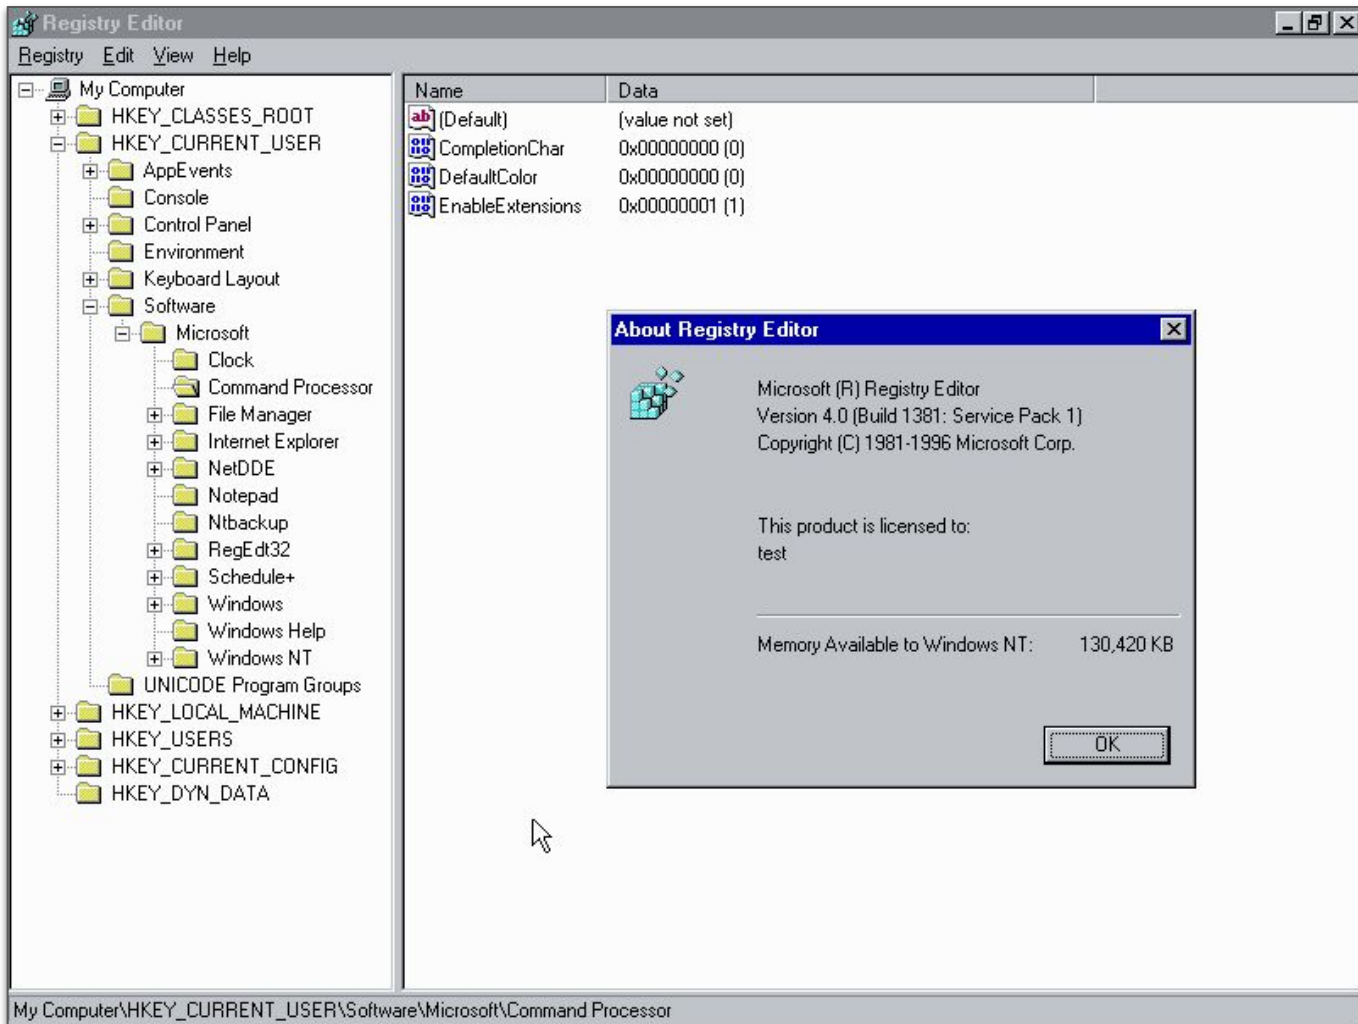 Registry Editor
Registry Edit View Help
My Computer
HKEY_CLASSES_ROOT
HKEY_CURRENT_USER
AppEvents
Console
Control Panel
Environment
Keyboard Layout
Software
Microsoft
Clock
Command Processor
File Manager
Internet Explorer
NetDDE
Notepad
Ntbackup
RegEdt32
Schedule+
Windows
Windows Help
Windows NT
UNICODE Program Groups
HKEY_LOCAL_MACHINE
HKEY_USERS
HKEY_CURRENT_CONFIG
HKEY_DYN_DATA
Name Data
(Default) (value not set)
CompletionChar 0x00000000 (0)
DefaultColor 0x00000000 (0)
EnableExtensions 0x00000001 (1)
About Registry Editor
Microsoft (R) Registry Editor
Version 4.0 (Build 1381: Service Pack 1)
Copyright (C) 1981-1996 Microsoft Corp.
This product is licensed to:
test
Memory Available to Windows NT: 130,420 KB
OK
My Computer\HKEY_CURRENT_USER\Software\Microsoft\Command Processor